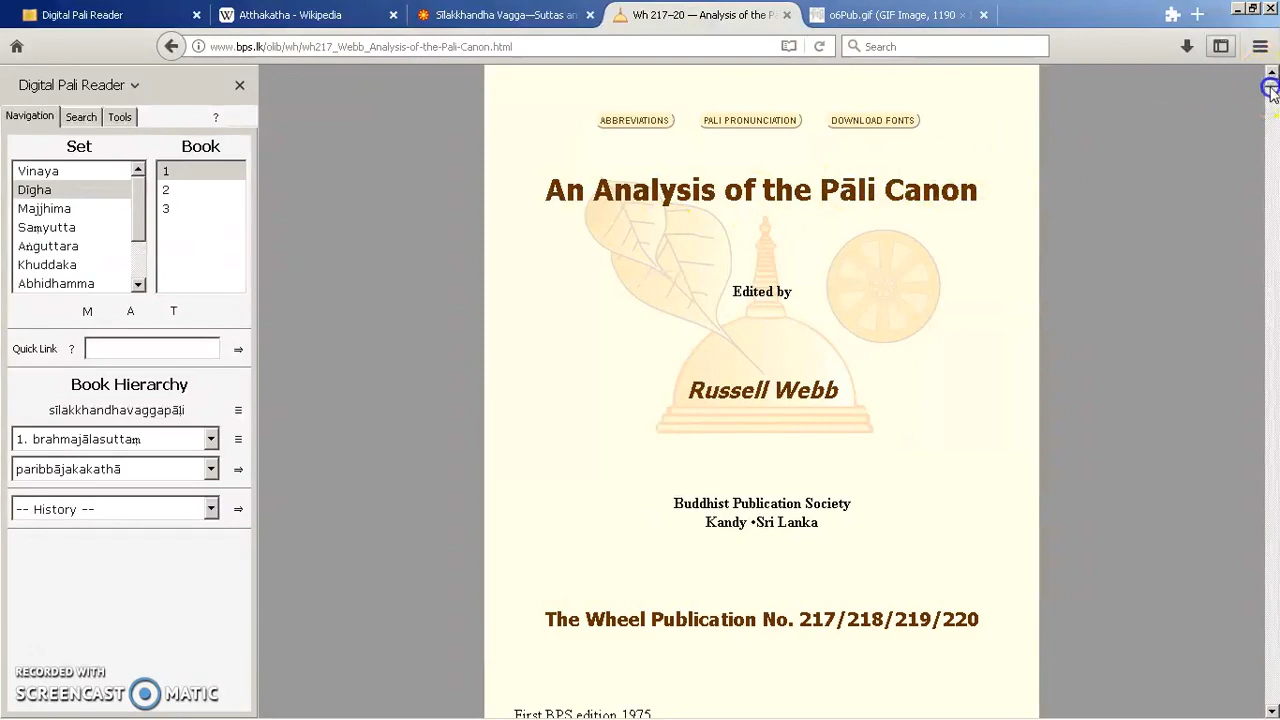 Digital Pali Reader
Atthakatha - Wikipedia
Sīlakkhandha Vagga—Suttas an
Wh 217–20 — Analysis of the P
o6Pub.gif (GIF Image, 1190 ×
www.bps.lk/olib/wh/wh217_Webb_Analysis-of-the-Pali-Canon.html
Search
Digital Pali Reader
Navigation
Search
Tools
?
Set
Book
Vinaya
Dīgha
Majjhima
Saṃyutta
Aṅguttara
Khuddaka
Abhidhamma
1
2
3
M A T
Quick Link ?
Book Hierarchy
sīlakkhandhavaggapāḷi
1. brahmajālasuttaṃ
paribbājakakathā
-- History --
RECORDED WITH
SCREENCAST MATIC
ABBREVIATIONS
PALI PRONUNCIATION
DOWNLOAD FONTS
An Analysis of the Pāli Canon
Edited by
Russell Webb
Buddhist Publication Society
Kandy •Sri Lanka
The Wheel Publication No. 217/218/219/220
First BPS edition 1975